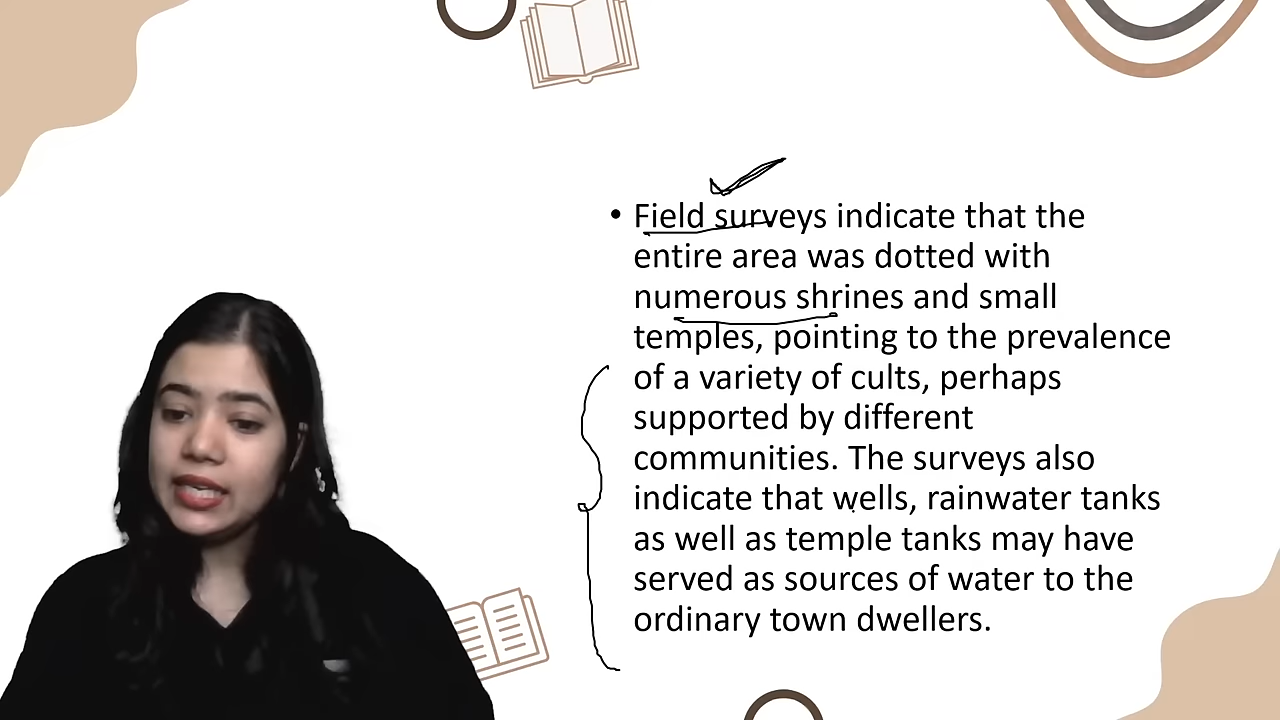 • Field surveys indicate that the
entire area was dotted with
numerous shrines and small
temples, pointing to the prevalence
of a variety of cults, perhaps
supported by different
communities. The surveys also
indicate that wells, rainwater tanks
as well as temple tanks may have
served as sources of water to the
ordinary town dwellers.